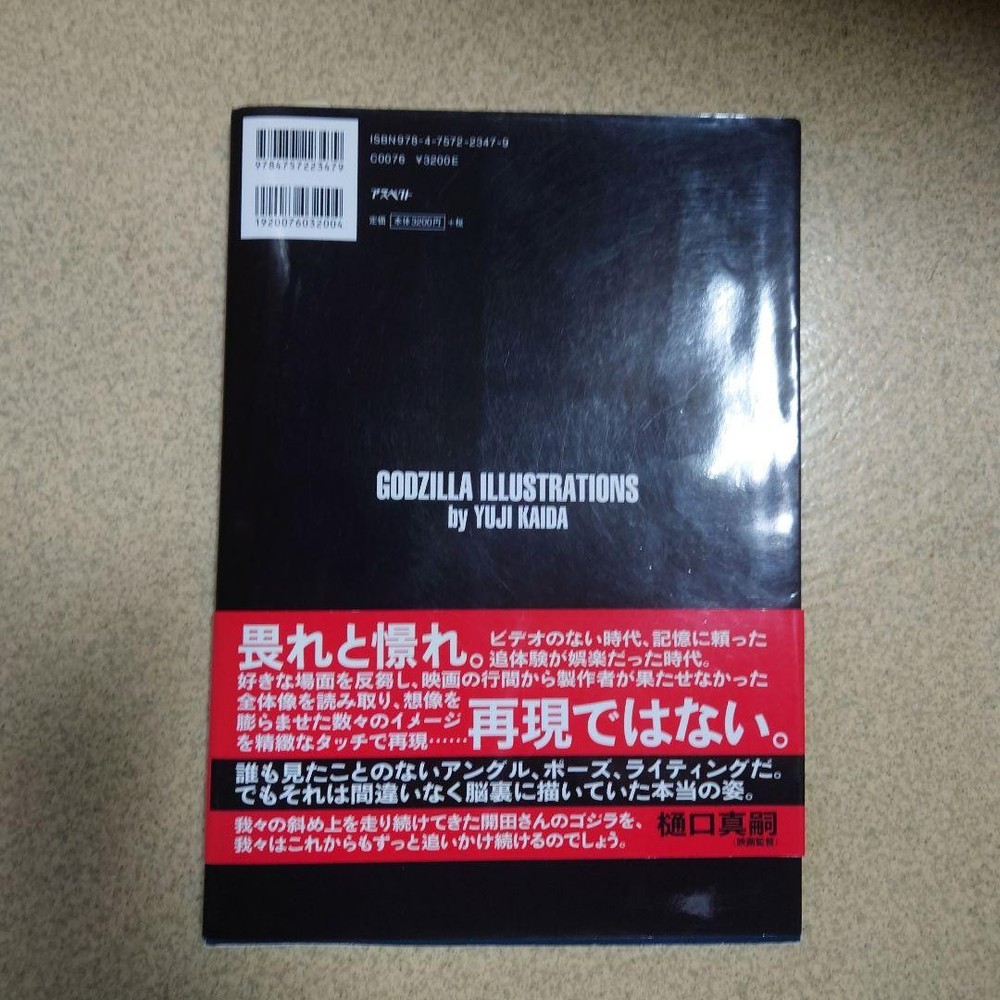 ISBN978-4-7572-2347-9
C0076 ¥3200E
9784757223479
アスペクト
1920076032004
定価 本体3200円 +税
GODZILLA ILLUSTRATIONS
by YUJI KAIDA
畏れと憬れ。
ビデオのない時代、記憶に頼った
追体験が娯楽だった時代。
好きな場面を反芻し、映画の行間から製作者が果たせなかった
全体像を読み取り、想像を
膨らませた数々のイメージ
を精緻なタッチで再現……
再現ではない。
誰も見たことのないアングル、ポーズ、ライティングだ。
でもそれは間違いなく脳裏に描いていた本当の姿。
我々の斜め上を走り続けてきた開田さんのゴジラを、
我々はこれからもずっと追いかけ続けるのでしょう。
樋口真嗣
(映画監督)